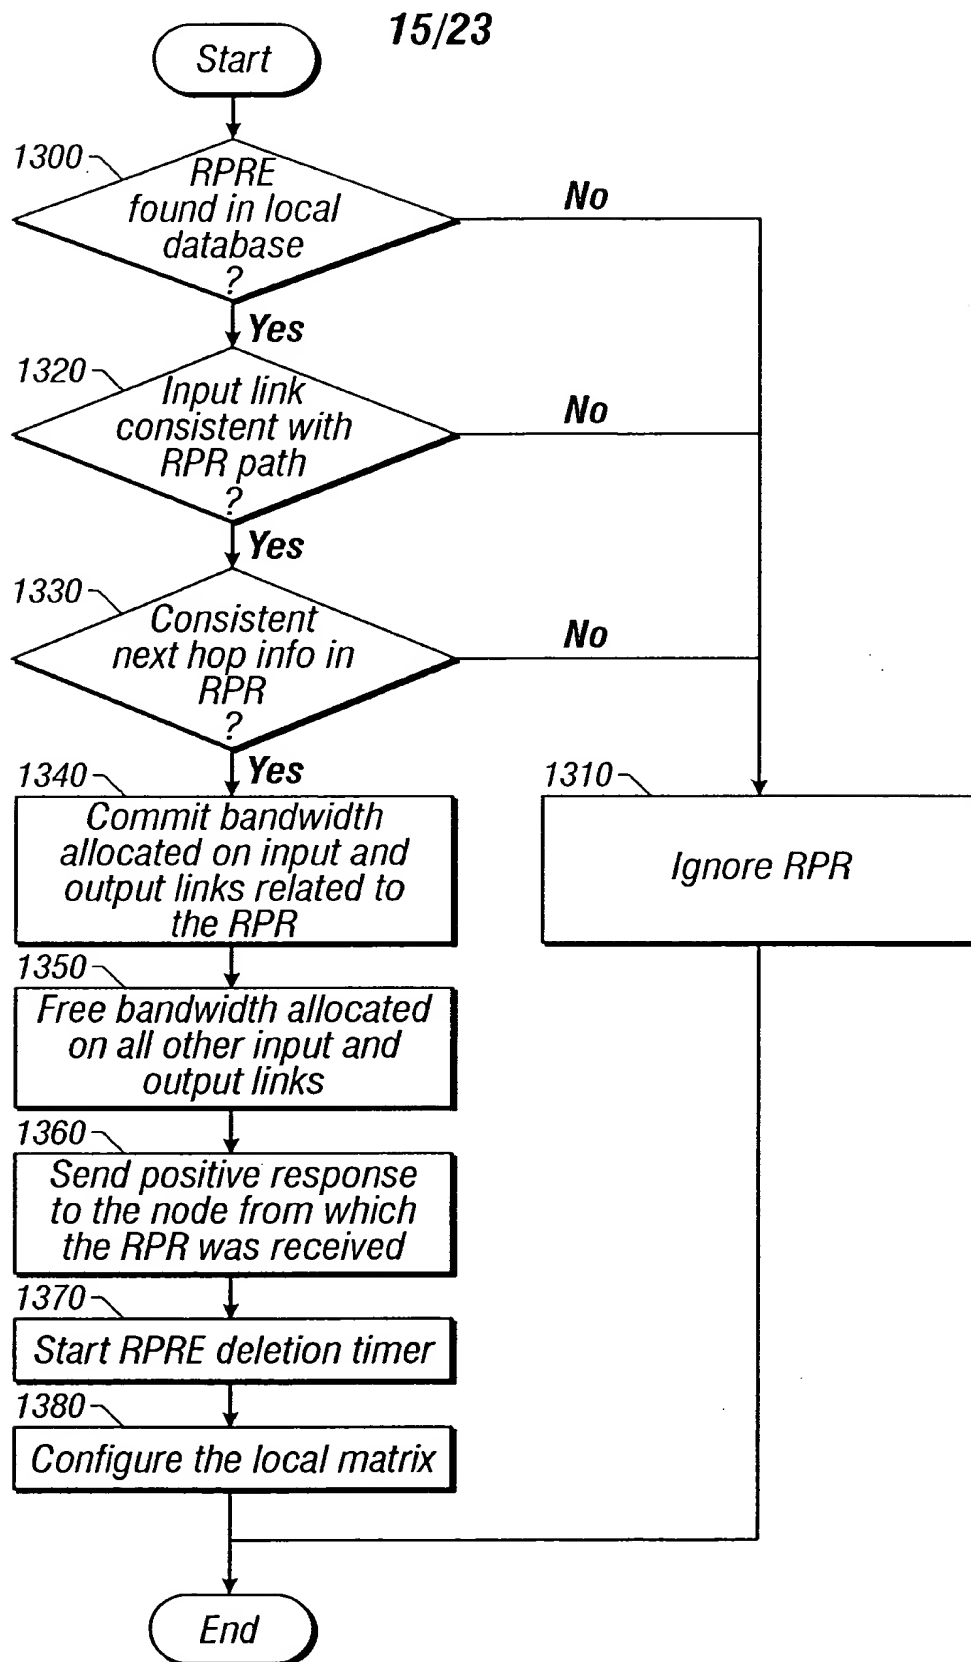 15/23
Start
1300
RPRE
found in local
database
?
No
Yes
1320
Input link
consistent with
RPR path
?
No
Yes
1330
Consistent
next hop info in
RPR
?
No
Yes
1340
Commit bandwidth
allocated on input and
output links related to
the RPR
1310
Ignore RPR
1350
Free bandwidth allocated
on all other input and
output links
1360
Send positive response
to the node from which
the RPR was received
1370
Start RPRE deletion timer
1380
Configure the local matrix
End